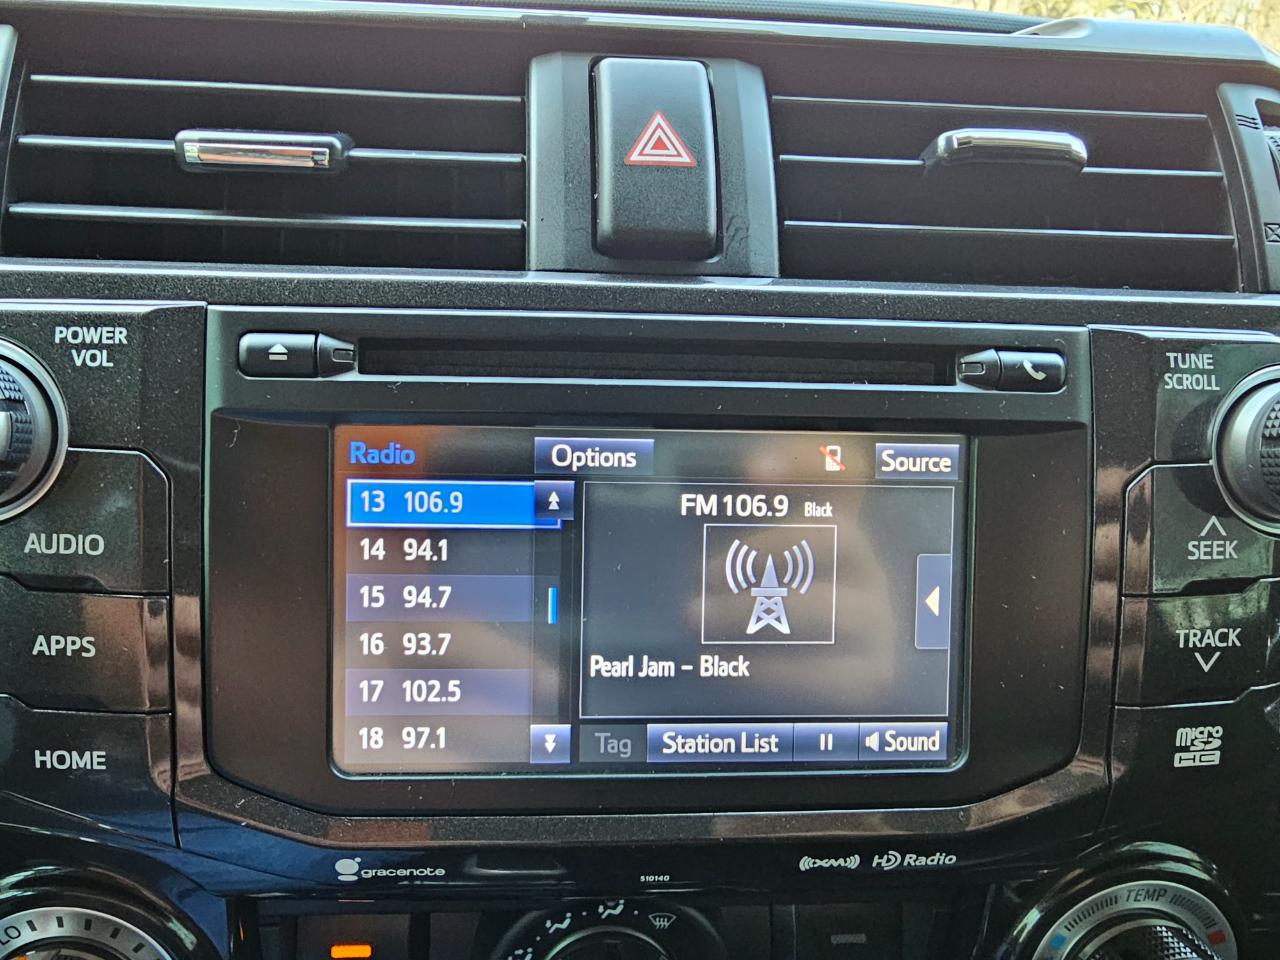 POWER
VOL
TUNE
SCROLL
AUDIO
APPS
HOME
SEEK
TRACK
Radio
Options
Source
13 106.9
14 94.1
15 94.7
16 93.7
17 102.5
18 97.1
FM 106.9 Black
Pearl Jam – Black
Tag
Station List
Sound
micro
SD
HC
gracenote
510140
((XM))
HD Radio
LO
TEMP